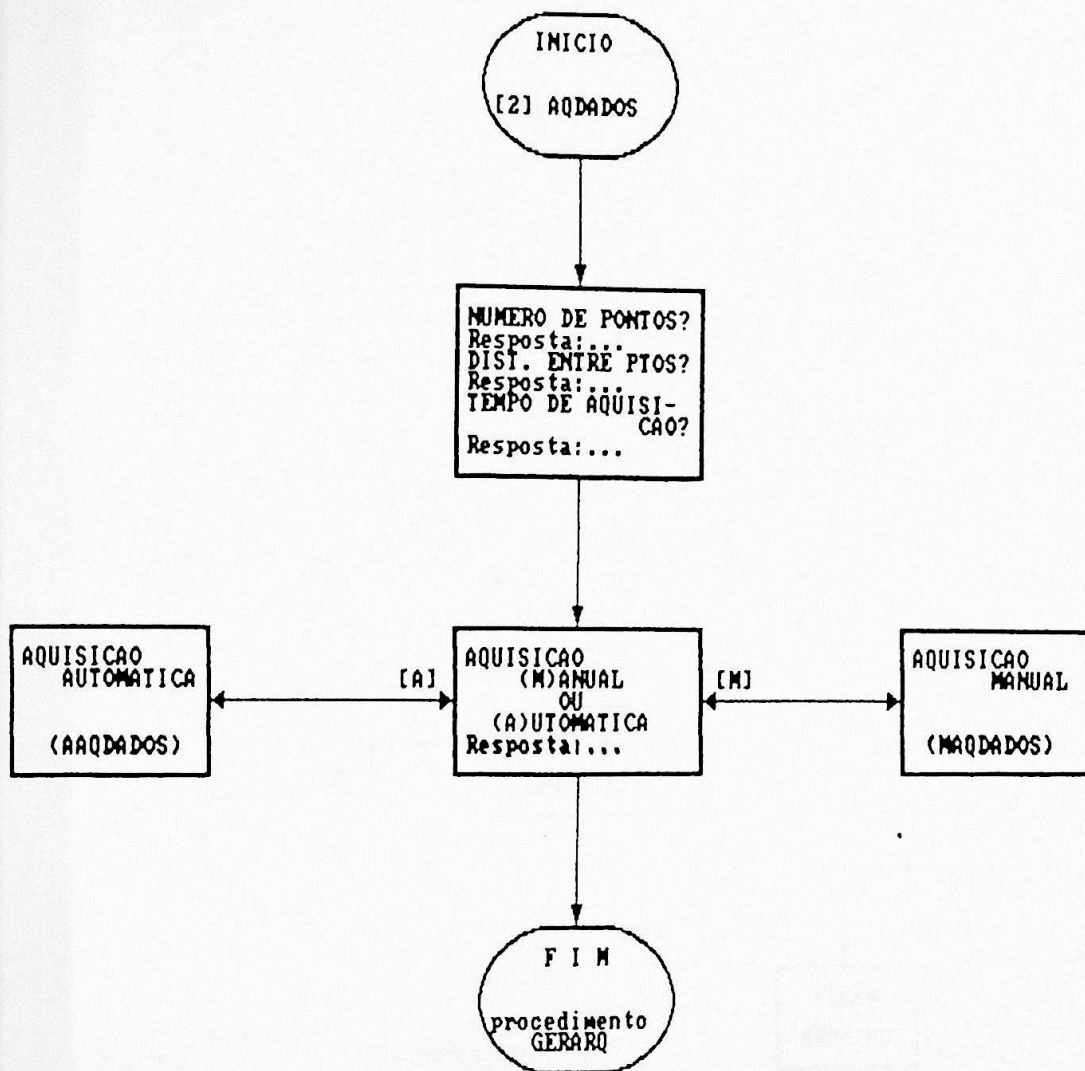 INICIO
[2] AQDADOS
NUMERO DE PONTOS?
Resposta:...
DIST. ENTRE PTOS?
Resposta:...
TEMPO DE AQUISI-
CAO?
Resposta:...
AQUISICAO
AUTOMATICA
(AAQDADOS)
[A]
AQUISICAO
(M)ANUAL
OU
(A)UTOMATICA
Resposta:...
[M]
AQUISICAO
MANUAL
(MAQDADOS)
F I M
procedimento
GERARQ